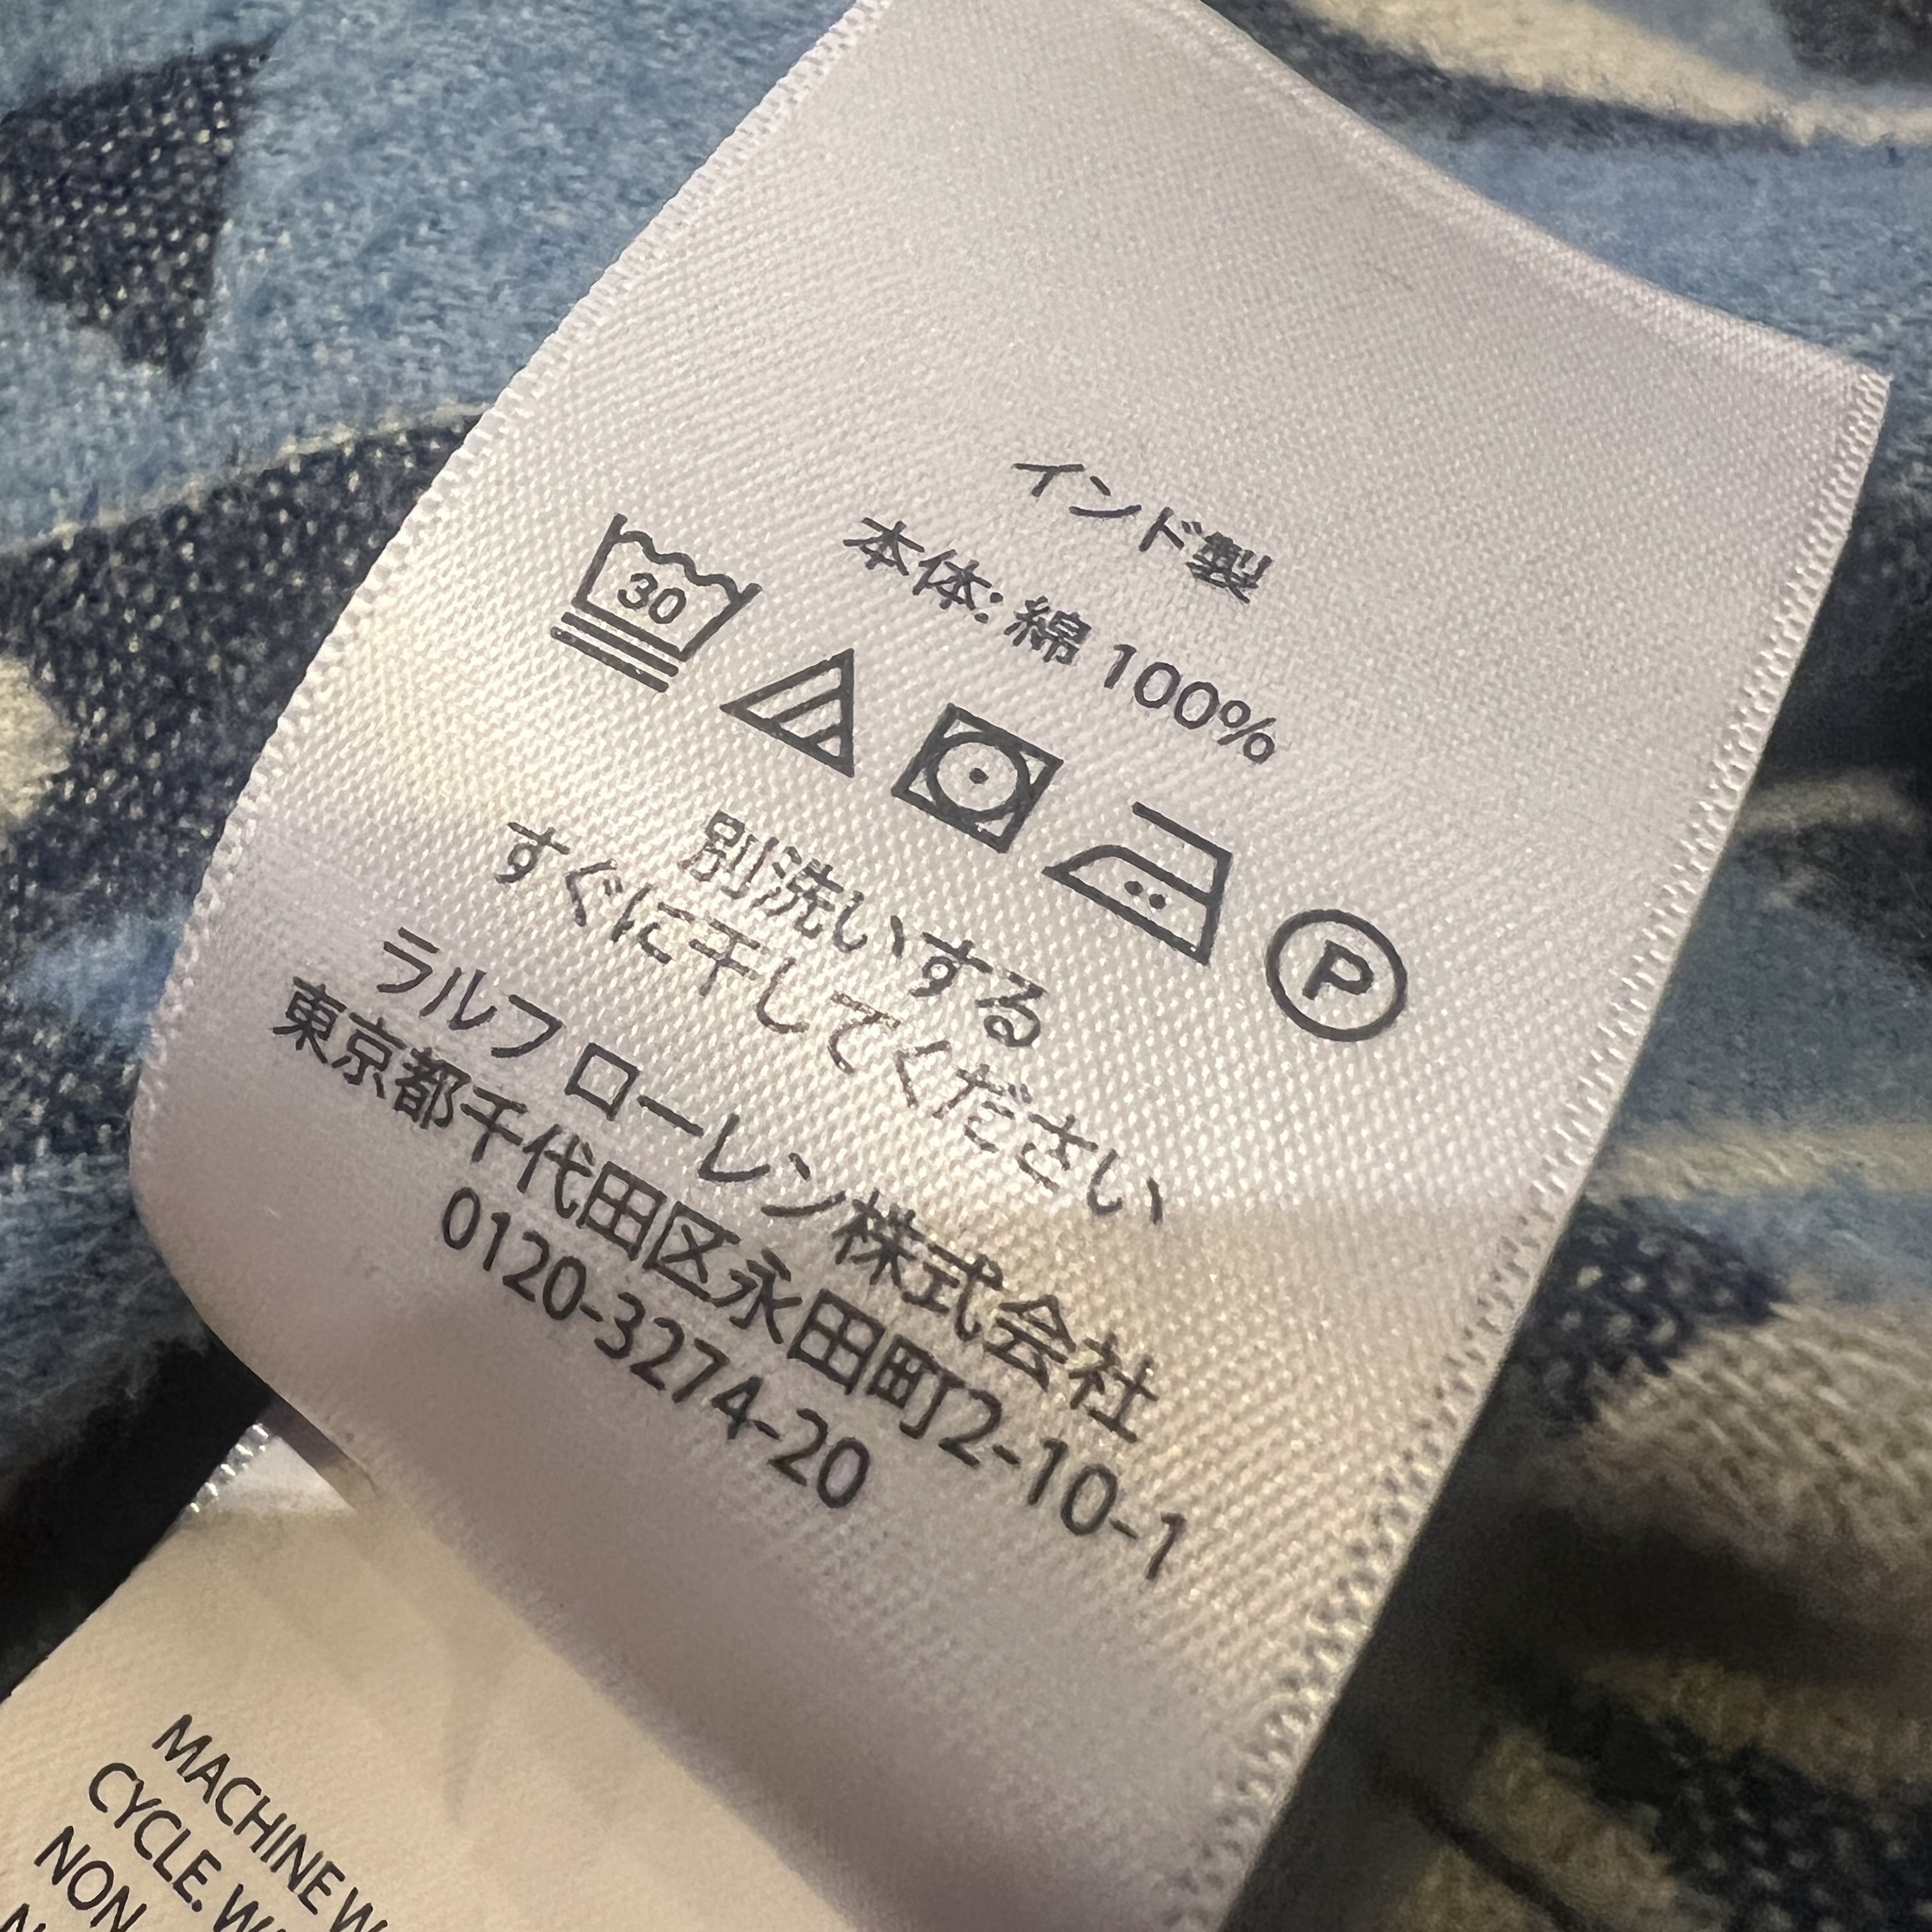 インド製
本体: 綿 100%
30
P
別洗いする
すぐに干してください
ラルフ ローレン株式会社
東京都千代田区永田町2-10-1
0120-3274-20
MACHINE
CYCLE.
NON